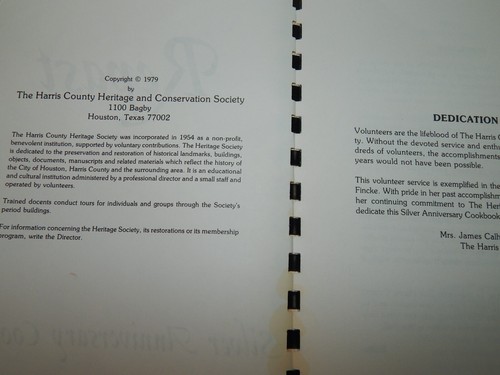 Copyright © 1979
by
The Harris County Heritage and Conservation Society
1100 Bagby
Houston, Texas 77002
The Harris County Heritage Society was incorporated in 1954 as a non-profit,
benevolent institution, supported by voluntary contributions. The Heritage Society
is dedicated to the preservation and restoration of historical landmarks, buildings,
objects, documents, manuscripts and related materials which reflect the history of
the City of Houston, Harris County and the surrounding area. It is an educational
and cultural institution administered by a professional director and a small staff and
operated by volunteers.
Trained docents conduct tours for individuals and groups through the Society's
period buildings.
For information concerning the Heritage Society, its restorations or its membership
program, write the Director.
DEDICATION
Volunteers are the lifeblood of The Harris
ty. Without the devoted service and
dreds of volunteers, the accomplishments
years would not have been possible.
This volunteer service is exemplified in the
Fincke. With pride in her past
her continuing commitment to The
dedicate this Silver Anniversary Cookbook
Mrs. James
The Harris